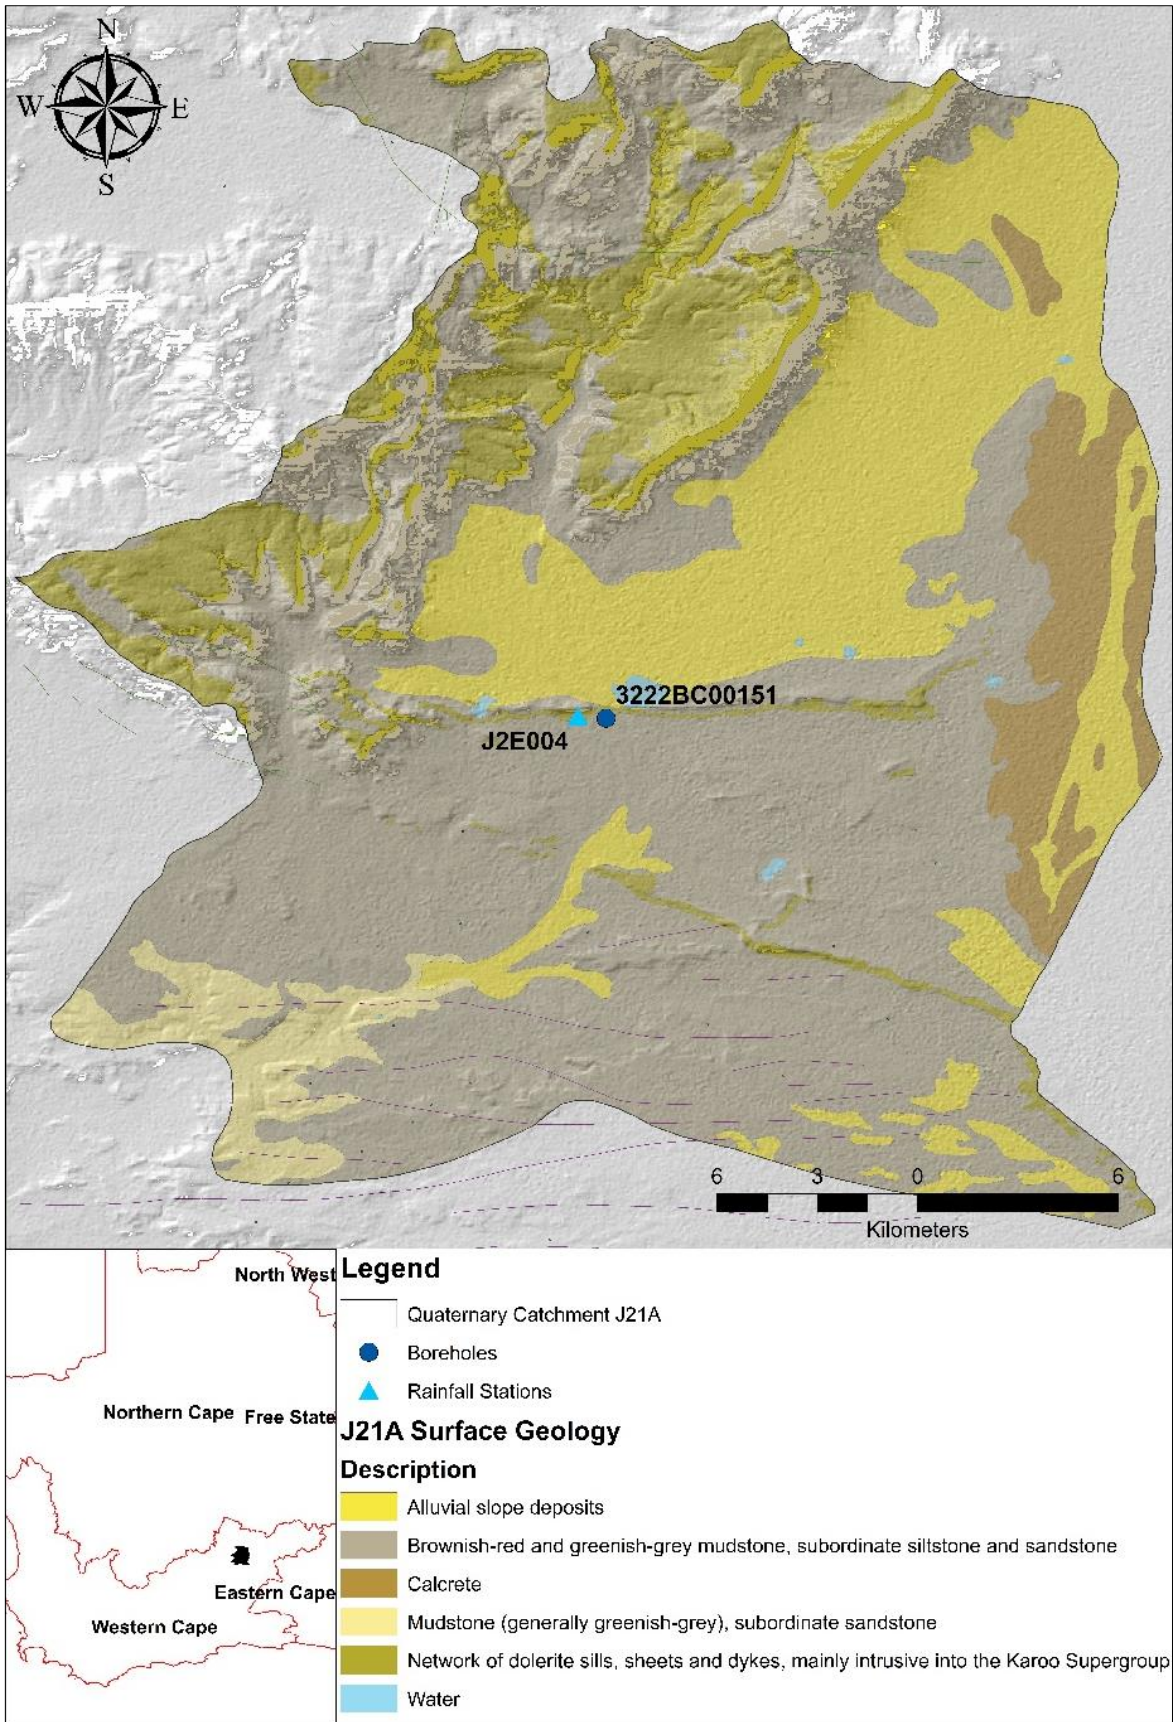 N
W E
S
3222BC00151
J2E004
6 3 0 6
Kilometers
North West
Northern Cape Free State
Eastern Cape
Western Cape
Legend
Quaternary Catchment J21A
Boreholes
Rainfall Stations
J21A Surface Geology
Description
Alluvial slope deposits
Brownish-red and greenish-grey mudstone, subordinate siltstone and sandstone
Calcrete
Mudstone (generally greenish-grey), subordinate sandstone
Network of dolerite sills, sheets and dykes, mainly intrusive into the Karoo Supergroup
Water